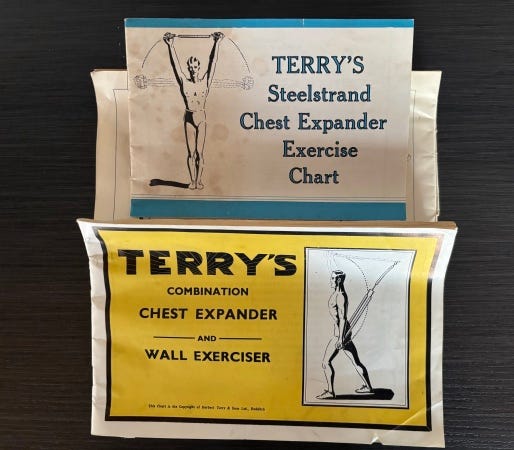 TERRY'S
Steelstrand
Chest Expander
Exercise
Chart
TERRY'S
COMBINATION
CHEST EXPANDER
AND
WALL EXERCISER
This Chart is the Copyright of Herbert Terry & Sons Ltd., Redditch